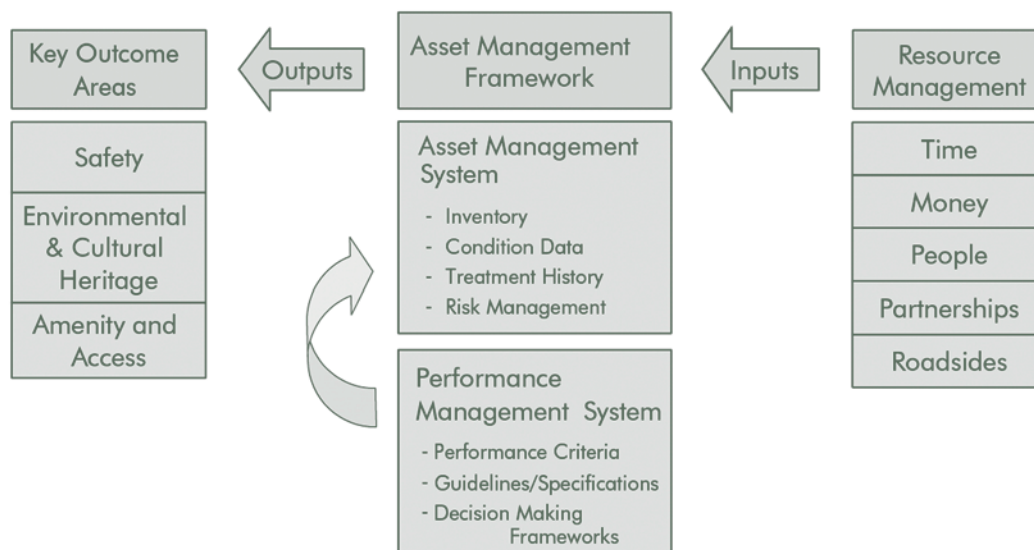 Key Outcome
Areas
Outputs
Asset Management
Framework
Inputs
Resource
Management
Safety
Environmental
& Cultural
Heritage
Amenity and
Access
Asset Management
System
- Inventory
- Condition Data
- Treatment History
- Risk Management
Performance
Management System
- Performance Criteria
- Guidelines/Specifications
- Decision Making
Frameworks
Time
Money
People
Partnerships
Roadsides